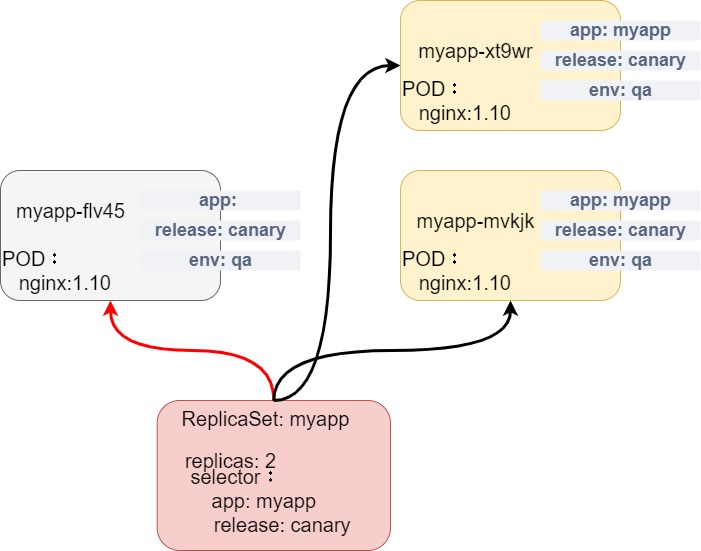 myapp-xt9wr
app: myapp
release: canary
env: qa
POD：
nginx:1.10
myapp-flv45
app:
release: canary
env: qa
POD：
nginx:1.10
myapp-mvkjk
app: myapp
release: canary
env: qa
POD：
nginx:1.10
ReplicaSet: myapp
replicas: 2
selector：
app: myapp
release: canary